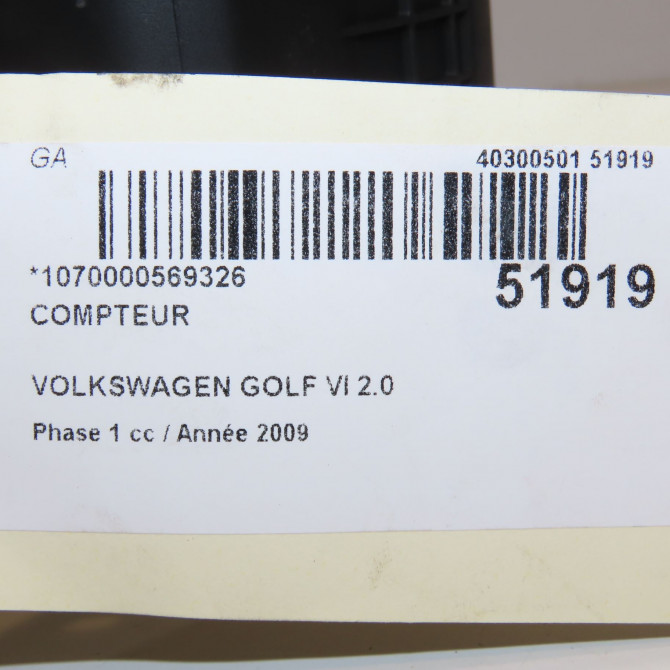 GA
40300501 51919
*1070000569326
51919
COMPTEUR
VOLKSWAGEN GOLF VI 2.0
Phase 1 cc / Année 2009